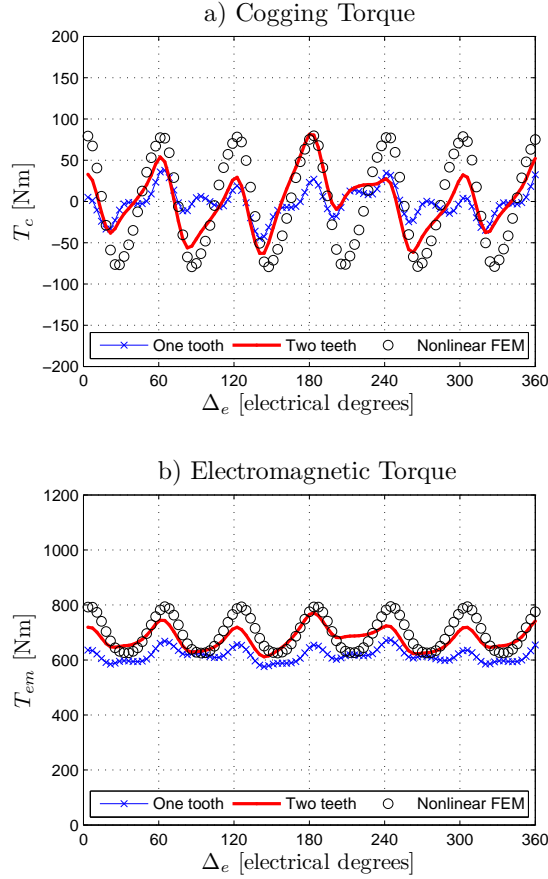 a) Cogging Torque
200
150
100
50
0
−50
−100
−150
−200
T_c [Nm]
One tooth
Two teeth
Nonlinear FEM
0 60 120 180 240 300 360
Δ_e [electrical degrees]
b) Electromagnetic Torque
1200
1000
800
600
400
200
0
T_em [Nm]
One tooth
Two teeth
Nonlinear FEM
0 60 120 180 240 300 360
Δ_e [electrical degrees]